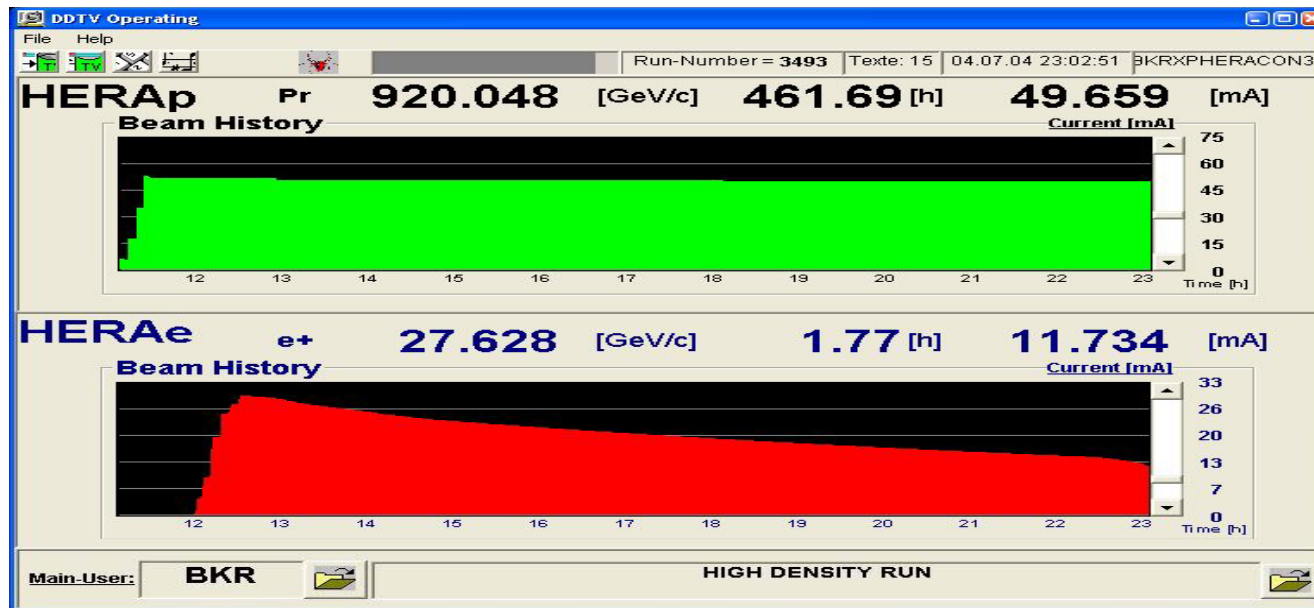 DDTV Operating
File Help
TV Run-Number = 3493 Texte: 15 04.07.04 23:02:51 BKRXPHERACON3
HERAp Pr 920.048 [GeV/c] 461.69 [h] 49.659 [mA]
Beam History Current [mA]
75
60
45
30
15
0
12 13 14 15 16 17 18 19 20 21 22 23 Time [h]
HERAe e+ 27.628 [GeV/c] 1.77 [h] 11.734 [mA]
Beam History Current [mA]
33
26
20
13
7
0
12 13 14 15 16 17 18 19 20 21 22 23 Time [h]
Main-User: BKR HIGH DENSITY RUN